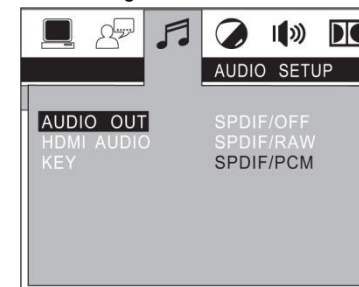 AUDIO SETUP
AUDIO OUT SPDIF/OFF
HDMI AUDIO SPDIF/RAW
KEY SPDIF/PCM